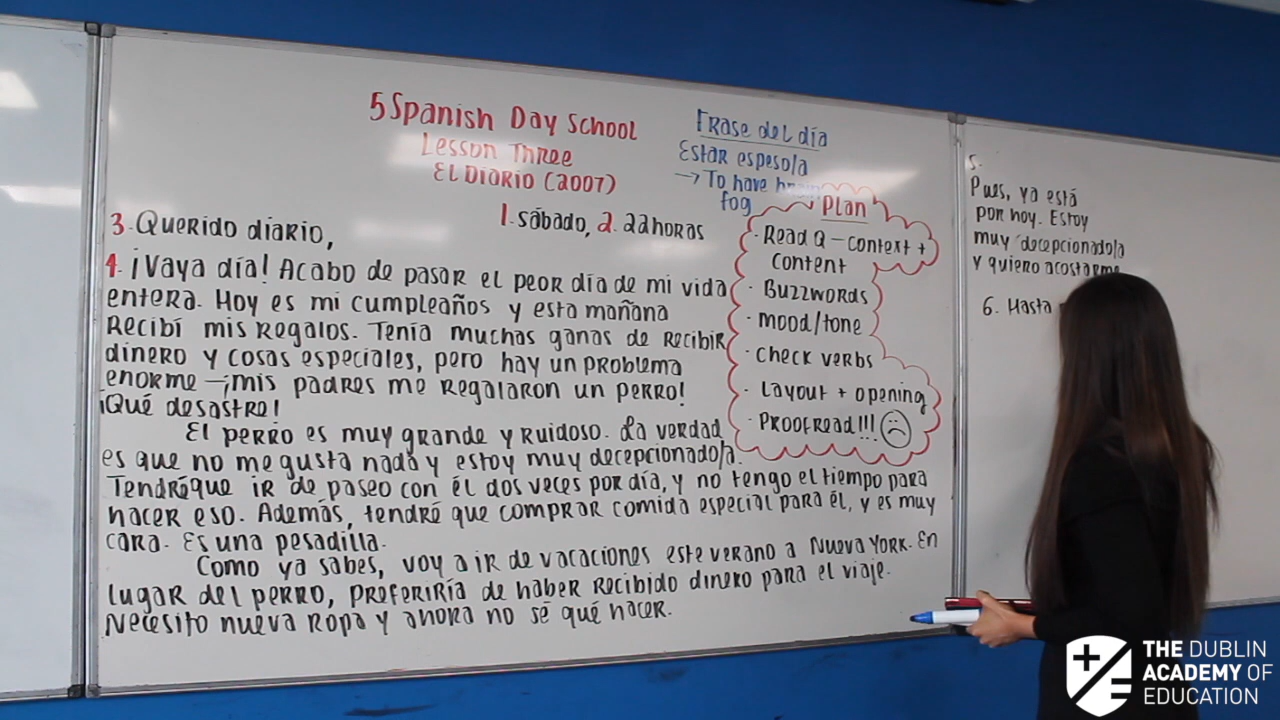 5 Spanish Day School
Lesson Three
El Diario (2007)
Frase del día
Estar espeso/a
→ To have brain
fog
1. sábado, 2. 22 horas
3. Querido diario,
4. ¡Vaya día! Acabo de pasar el peor día de mi vida
entera. Hoy es mi cumpleaños y esta mañana
recibí mis regalos. Tenía muchas ganas de recibir
dinero y cosas especiales, pero hay un problema
enorme – ¡mis padres me regalaron un perro!
¡Qué desastre!
El perro es muy grande y ruidoso. La verdad
es que no me gusta nada y estoy muy decepcionado/a.
Tendré que ir de paseo con él dos veces por día, y no tengo el tiempo para
hacer eso. Además, tendré que comprar comida especial para él, y es muy
cara. Es una pesadilla.
Como ya sabes, voy a ir de vacaciones este verano a Nueva York. En
lugar del perro, preferiría de haber recibido dinero para el viaje.
Necesito nueva ropa y ahora no sé qué hacer.
Plan
· Read Q – context +
content
· Buzzwords
· Mood/tone
· Check verbs
· Layout + opening
· Proofread!!!
5.
Pues, ya está
por hoy. Estoy
muy decepcionado/a
y quiero acostarme
6. Hasta
THE DUBLIN
ACADEMY OF
EDUCATION